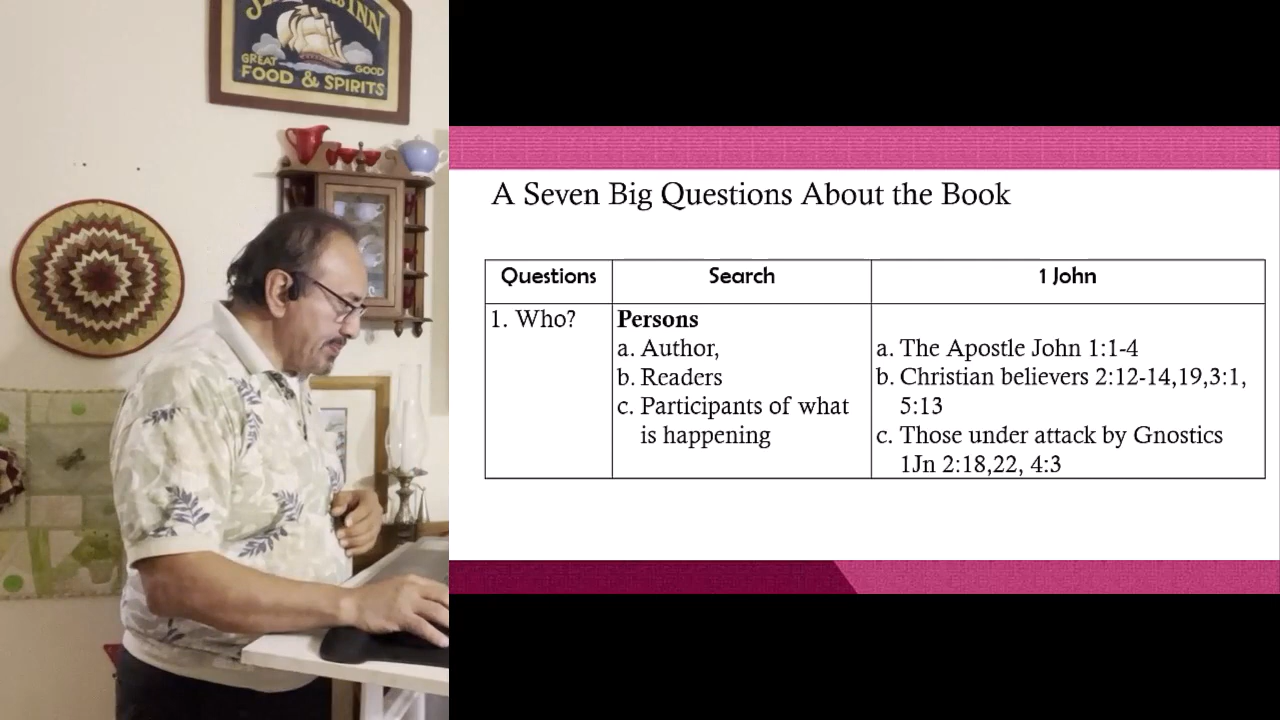 INN
GREAT GOOD
FOOD & SPIRITS
A Seven Big Questions About the Book
Questions Search 1 John
1. Who? Persons
a. Author, a. The Apostle John 1:1-4
b. Readers b. Christian believers 2:12-14,19,3:1,
c. Participants of what 5:13
is happening c. Those under attack by Gnostics
1Jn 2:18,22, 4:3